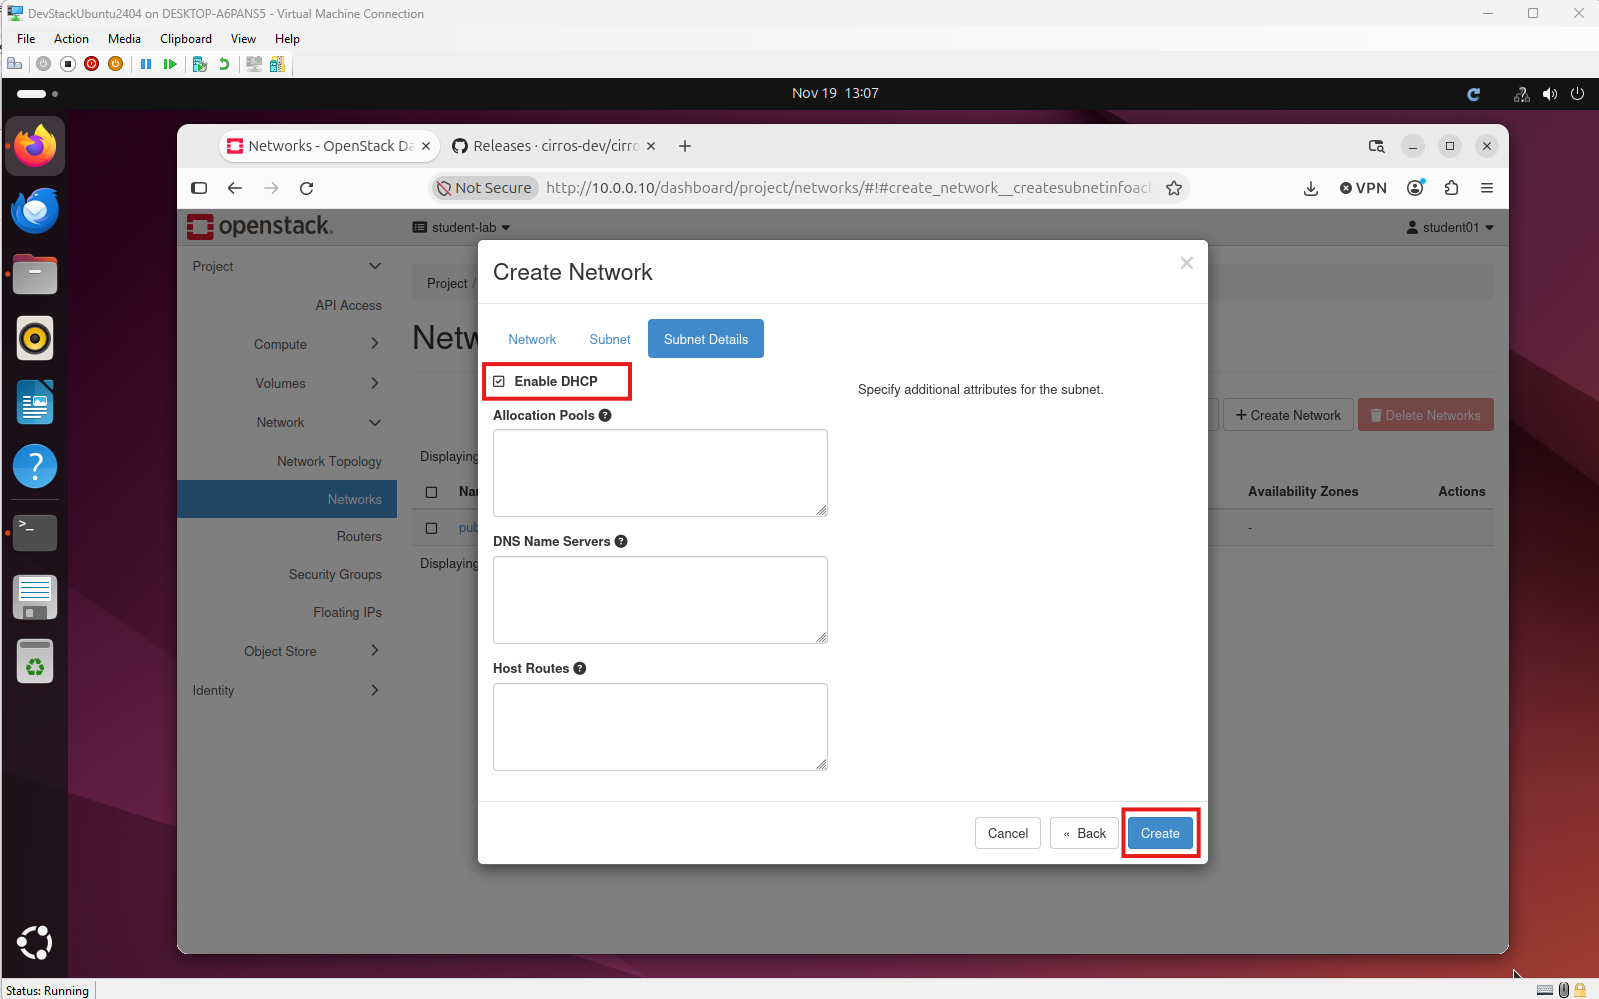 DevStackUbuntu2404 on DESKTOP-A6PANS5 - Virtual Machine Connection
File Action Media Clipboard View Help
Nov 19 13:07
Networks - OpenStack Da
Releases · cirros-dev/cirro
Not Secure
http://10.0.0.10/dashboard/project/networks/#!#create_network__createsubnetinfoact
VPN
openstack.
student-lab
student01
Project
API Access
Compute
Volumes
Network
Network Topology
Networks
Routers
Security Groups
Floating IPs
Object Store
Identity
Project /
Netw
Create Network
Delete Networks
Displaying
Na
Availability Zones
Actions
pub
-
Displaying
Create Network
Network
Subnet
Subnet Details
Enable DHCP
Specify additional attributes for the subnet.
Allocation Pools
DNS Name Servers
Host Routes
Cancel
« Back
Create
Status: Running